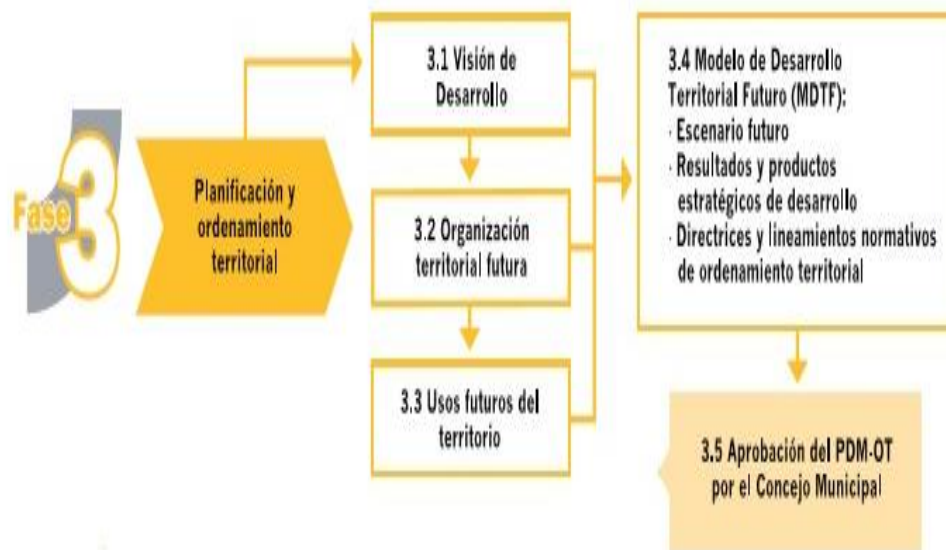 Fase 3
Planificación y
ordenamiento
territorial
3.1 Visión de
Desarrollo
3.2 Organización
territorial futura
3.3 Usos futuros del
territorio
3.4 Modelo de Desarrollo
Territorial Futuro (MDTF):
· Escenario futuro
· Resultados y productos
estratégicos de desarrollo
· Directrices y lineamientos normativos
de ordenamiento territorial
3.5 Aprobación del PDM-OT
por el Concejo Municipal